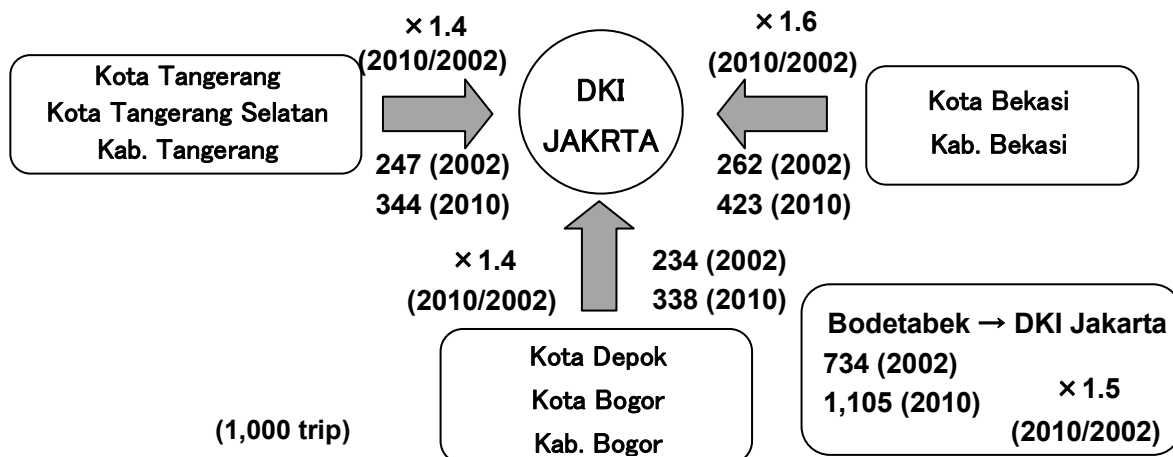 × 1.4
(2010/2002)
Kota Tangerang
Kota Tangerang Selatan
Kab. Tangerang
247 (2002)
344 (2010)
DKI
JAKRTA
× 1.6
(2010/2002)
Kota Bekasi
Kab. Bekasi
262 (2002)
423 (2010)
× 1.4
(2010/2002)
234 (2002)
338 (2010)
Kota Depok
Kota Bogor
Kab. Bogor
Bodetabek → DKI Jakarta
734 (2002)
1,105 (2010)
× 1.5
(2010/2002)
(1,000 trip)